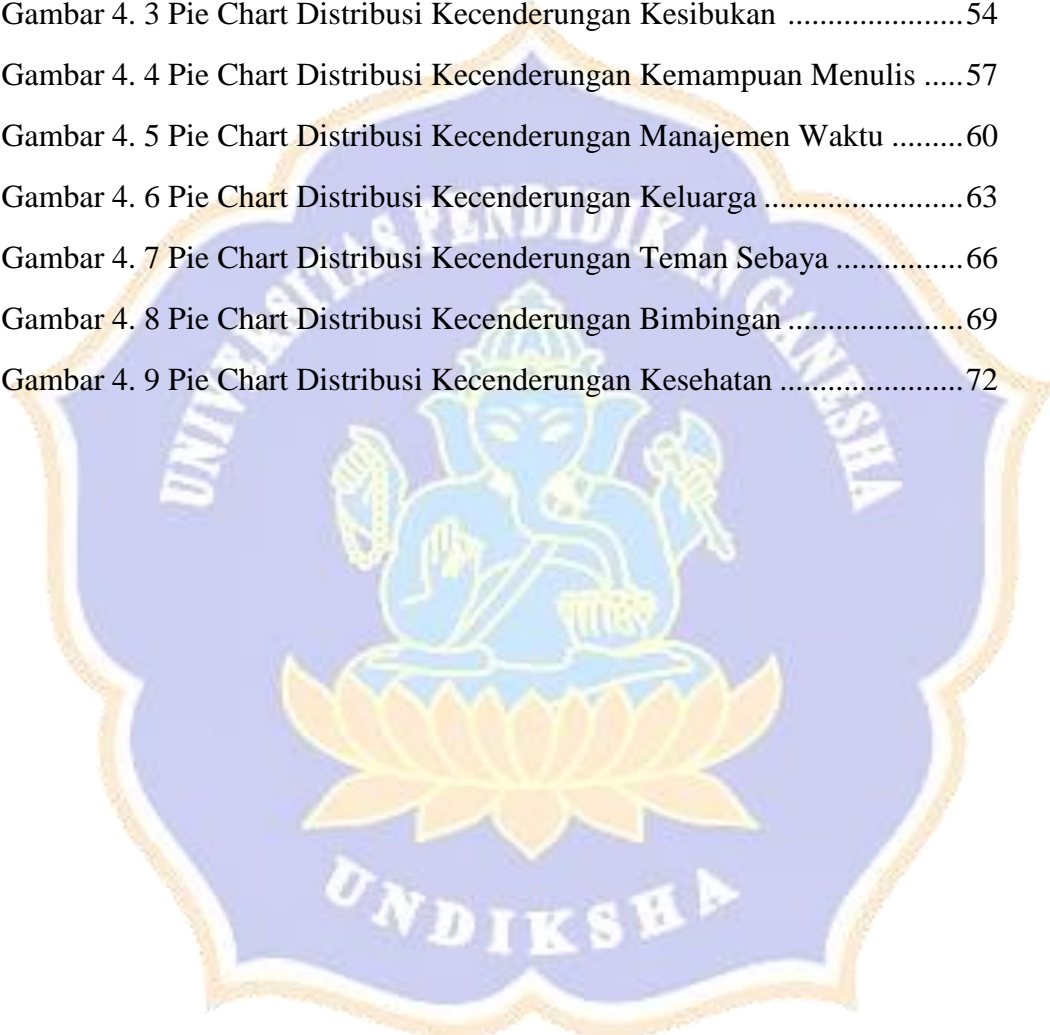 Gambar 4. 3 Pie Chart Distribusi Kecenderungan Kesibukan ....................54
Gambar 4. 4 Pie Chart Distribusi Kecenderungan Kemampuan Menulis .....57
Gambar 4. 5 Pie Chart Distribusi Kecenderungan Manajemen Waktu .........60
Gambar 4. 6 Pie Chart Distribusi Kecenderungan Keluarga .......................63
Gambar 4. 7 Pie Chart Distribusi Kecenderungan Teman Sebaya ...............66
Gambar 4. 8 Pie Chart Distribusi Kecenderungan Bimbingan ....................69
Gambar 4. 9 Pie Chart Distribusi Kecenderungan Kesehatan ......................72
UNIVERSITAS PENDIDIKAN GANESHA
UNDIKSHA